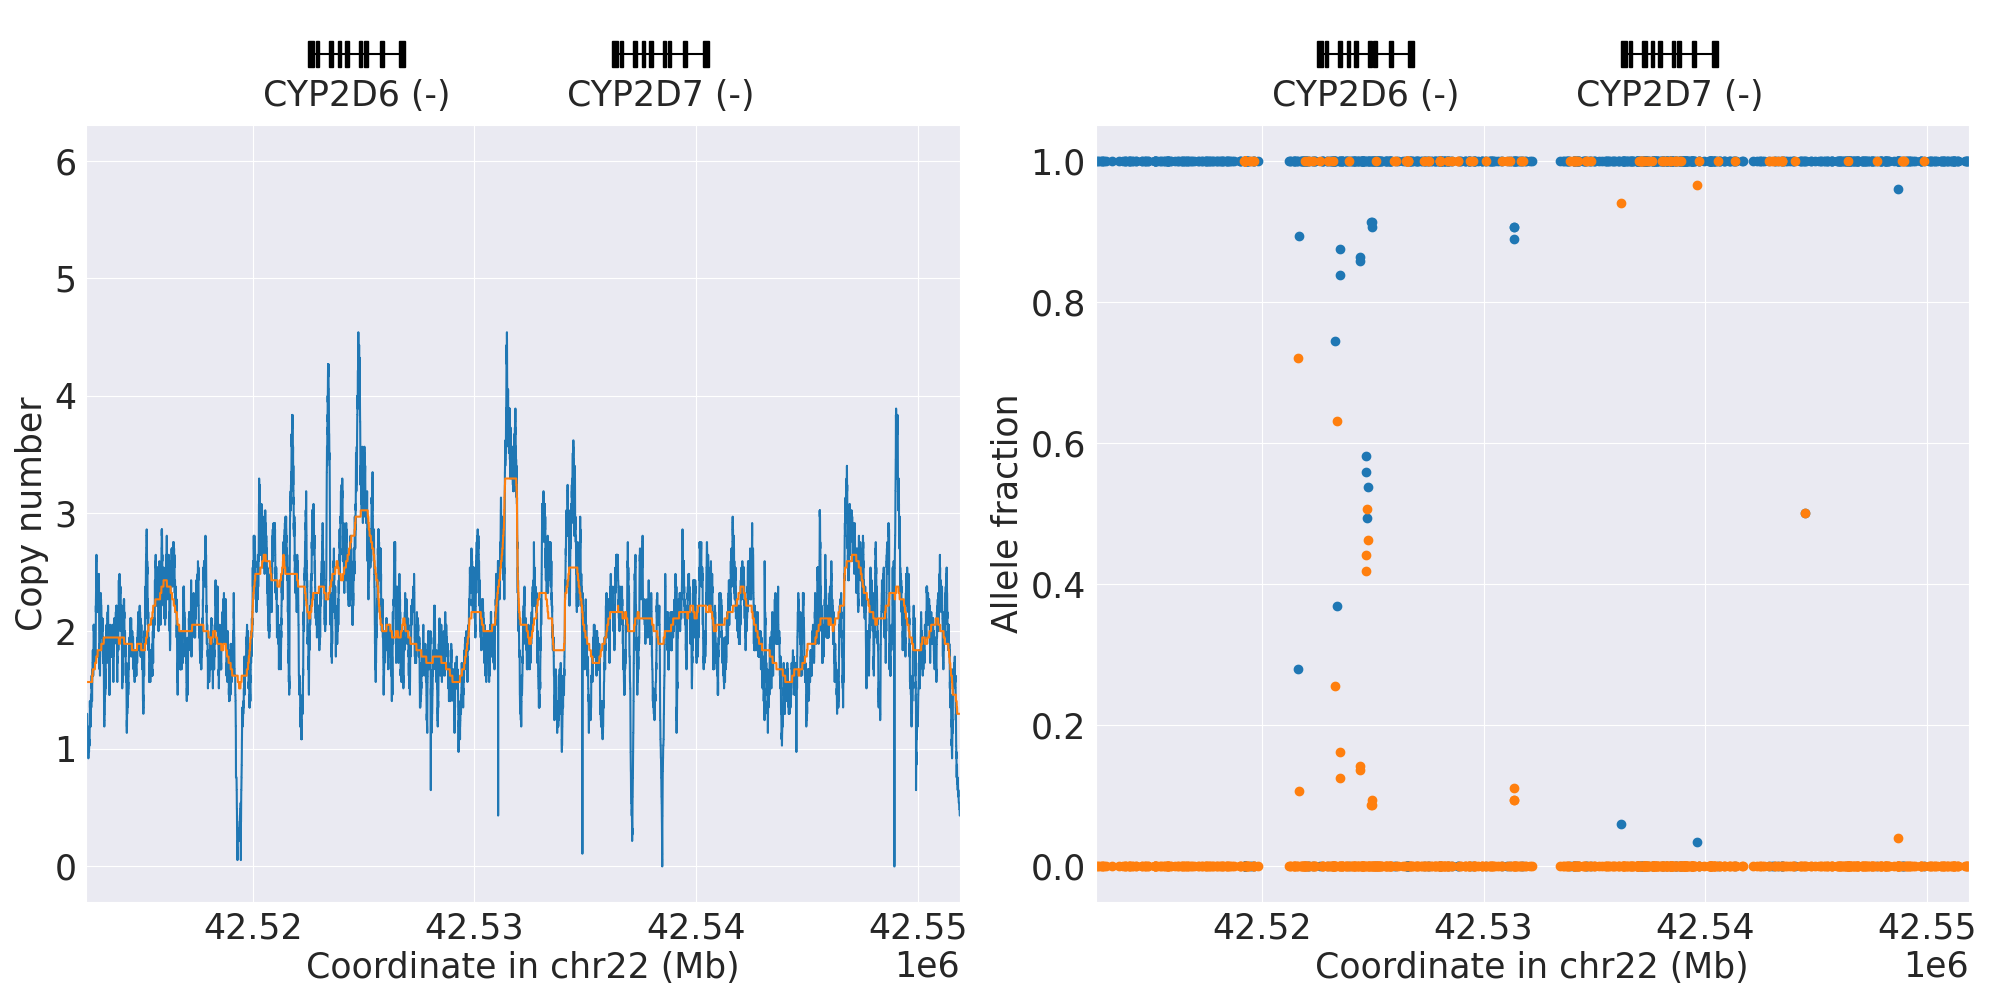 CYP2D6 (-)
CYP2D7 (-)
6
5
4
3
2
1
0
Copy number
42.52
42.53
42.54
42.55
1e6
Coordinate in chr22 (Mb)
CYP2D6 (-)
CYP2D7 (-)
1.0
0.8
0.6
0.4
0.2
0.0
Allele fraction
42.52
42.53
42.54
42.55
1e6
Coordinate in chr22 (Mb)